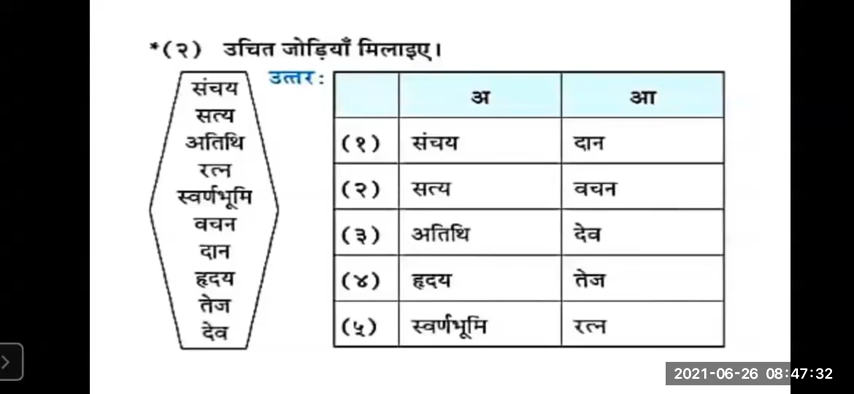 *(२) उचित जोड़ियाँ मिलाइए।
संचय
सत्य
अतिथि
रत्न
स्वर्णभूमि
वचन
दान
हृदय
तेज
देव
उत्तर:
अ आ
(१) संचय दान
(२) सत्य वचन
(३) अतिथि देव
(४) हृदय तेज
(५) स्वर्णभूमि रत्न
2021-06-26 08:47:32